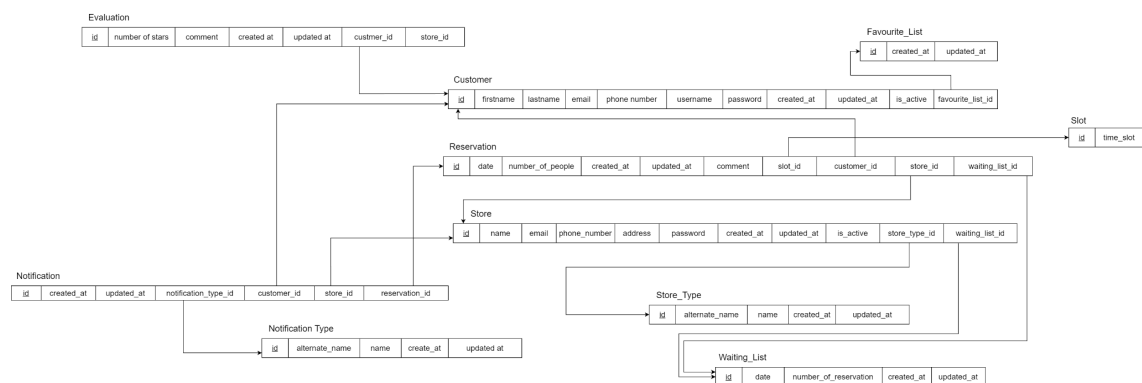 Evaluation
id number of stars comment created at updated at custmer_id store_id
Favourite_List
id created_at updated_at
Customer
id firstname lastname email phone number username password created_at updated_at is_active favourite_list_id
Slot
id time_slot
Reservation
id date number_of_people created_at updated_at comment slot_id customer_id store_id waiting_list_id
Store
id name email phone_number address password created_at updated_at is_active store_type_id waiting_list_id
Notification
id created_at updated_at notification_type_id customer_id store_id reservation_id
Store_Type
id alternate_name name created_at updated_at
Notification Type
id alternate_name name create_at updated at
Waiting_List
id date number_of_reservation created_at updated_at